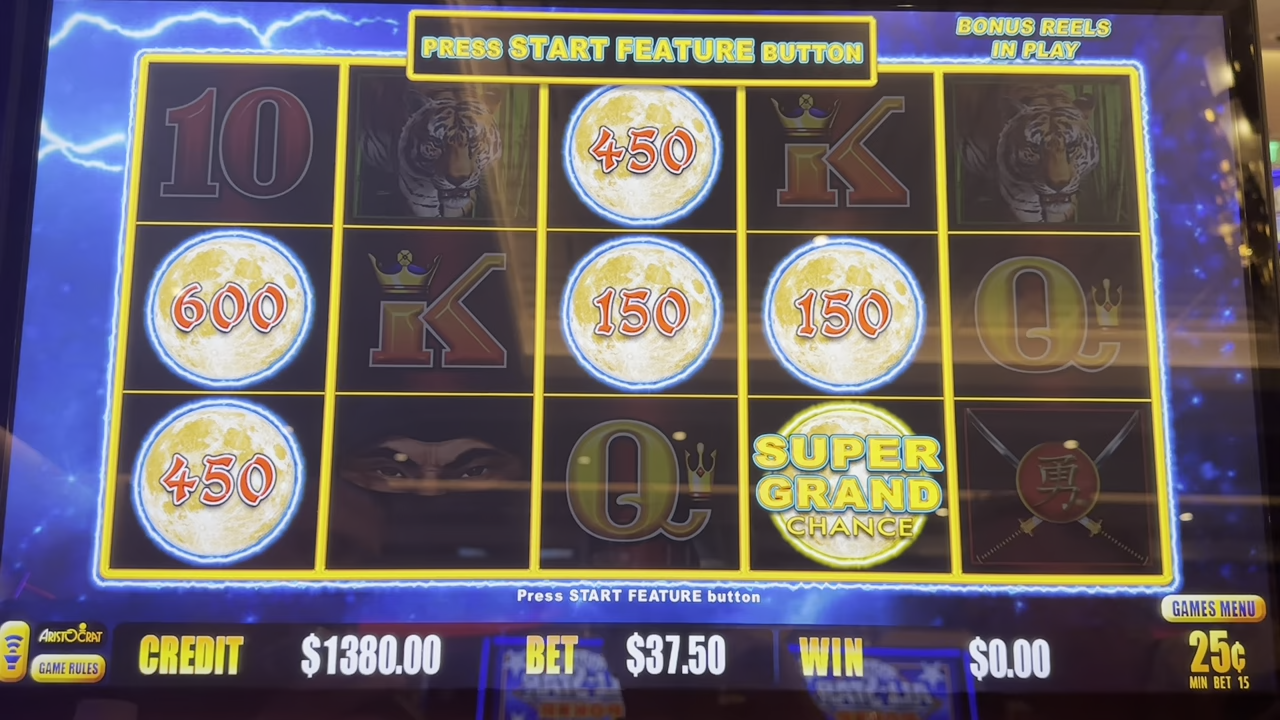 PRESS START FEATURE BUTTON
BONUS REELS
IN PLAY
10
450
K
600
K
150
150
Q
450
Q
SUPER
GRAND
CHANCE
勇
Press START FEATURE button
GAMES MENU
ARISTOCRAT
GAME RULES
CREDIT $1380.00 BET $37.50 WIN $0.00
25¢
MIN BET 15